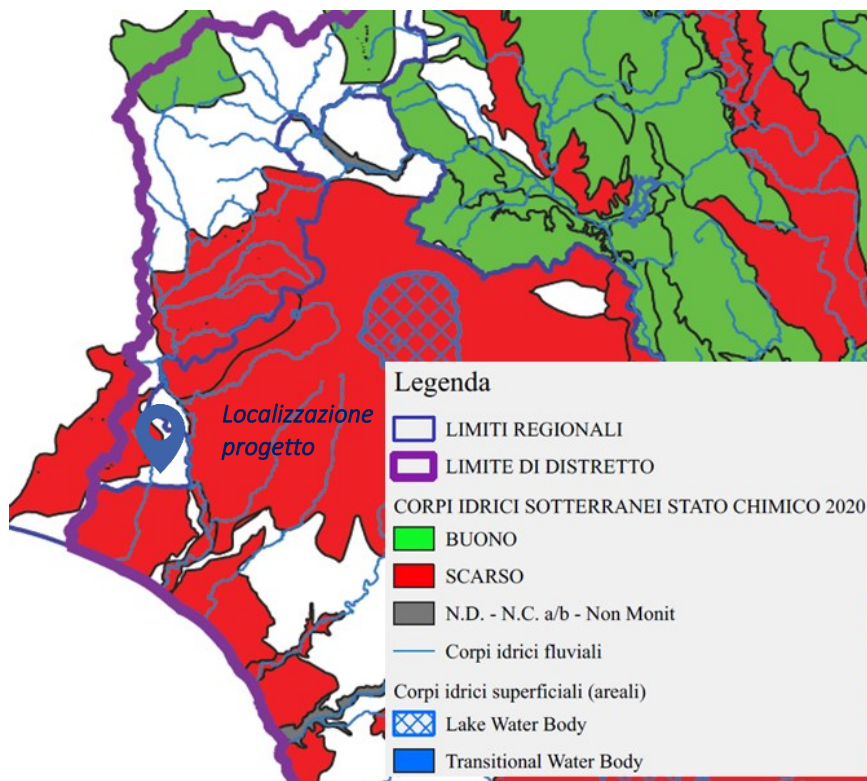 Localizzazione
progetto
Legenda
LIMITI REGIONALI
LIMITE DI DISTRETTO
CORPI IDRICI SOTTERRANEI STATO CHIMICO 2020
BUONO
SCARSO
N.D. - N.C. a/b - Non Monit
Corpi idrici fluviali
Corpi idrici superficiali (areali)
Lake Water Body
Transitional Water Body